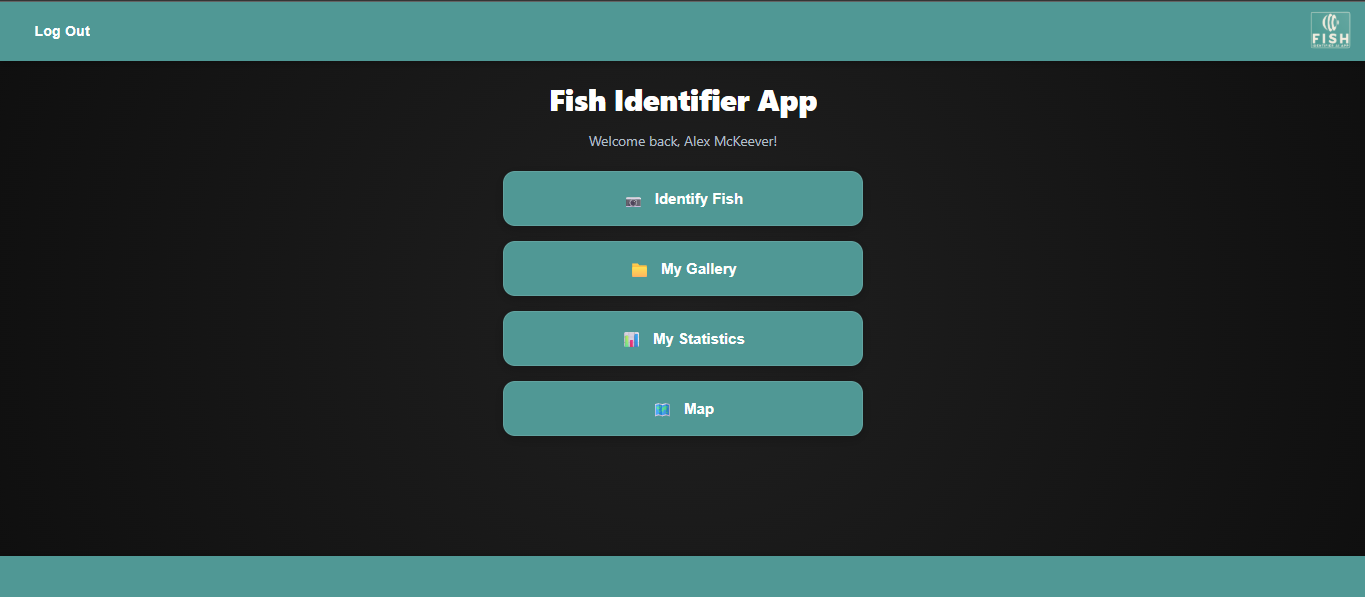 Log Out
FISH
Fish Identifier App
Welcome back, Alex McKeever!
Identify Fish
My Gallery
My Statistics
Map